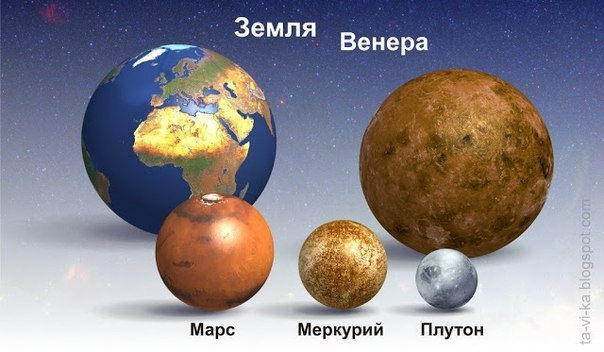 Земля
Венера
Марс
Меркурий
Плутон
ta-vi-ka.blogspot.com